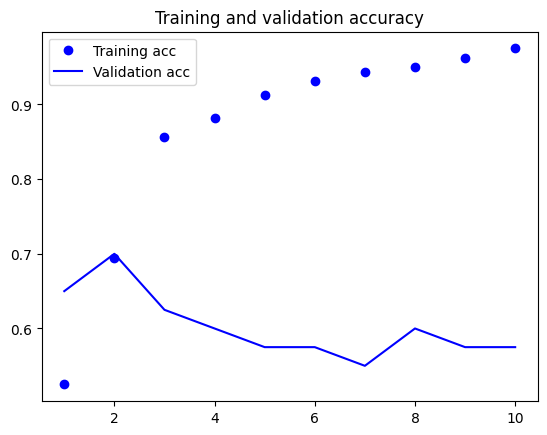 Training and validation accuracy
Training acc
Validation acc
0.9
0.8
0.7
0.6
2 4 6 8 10